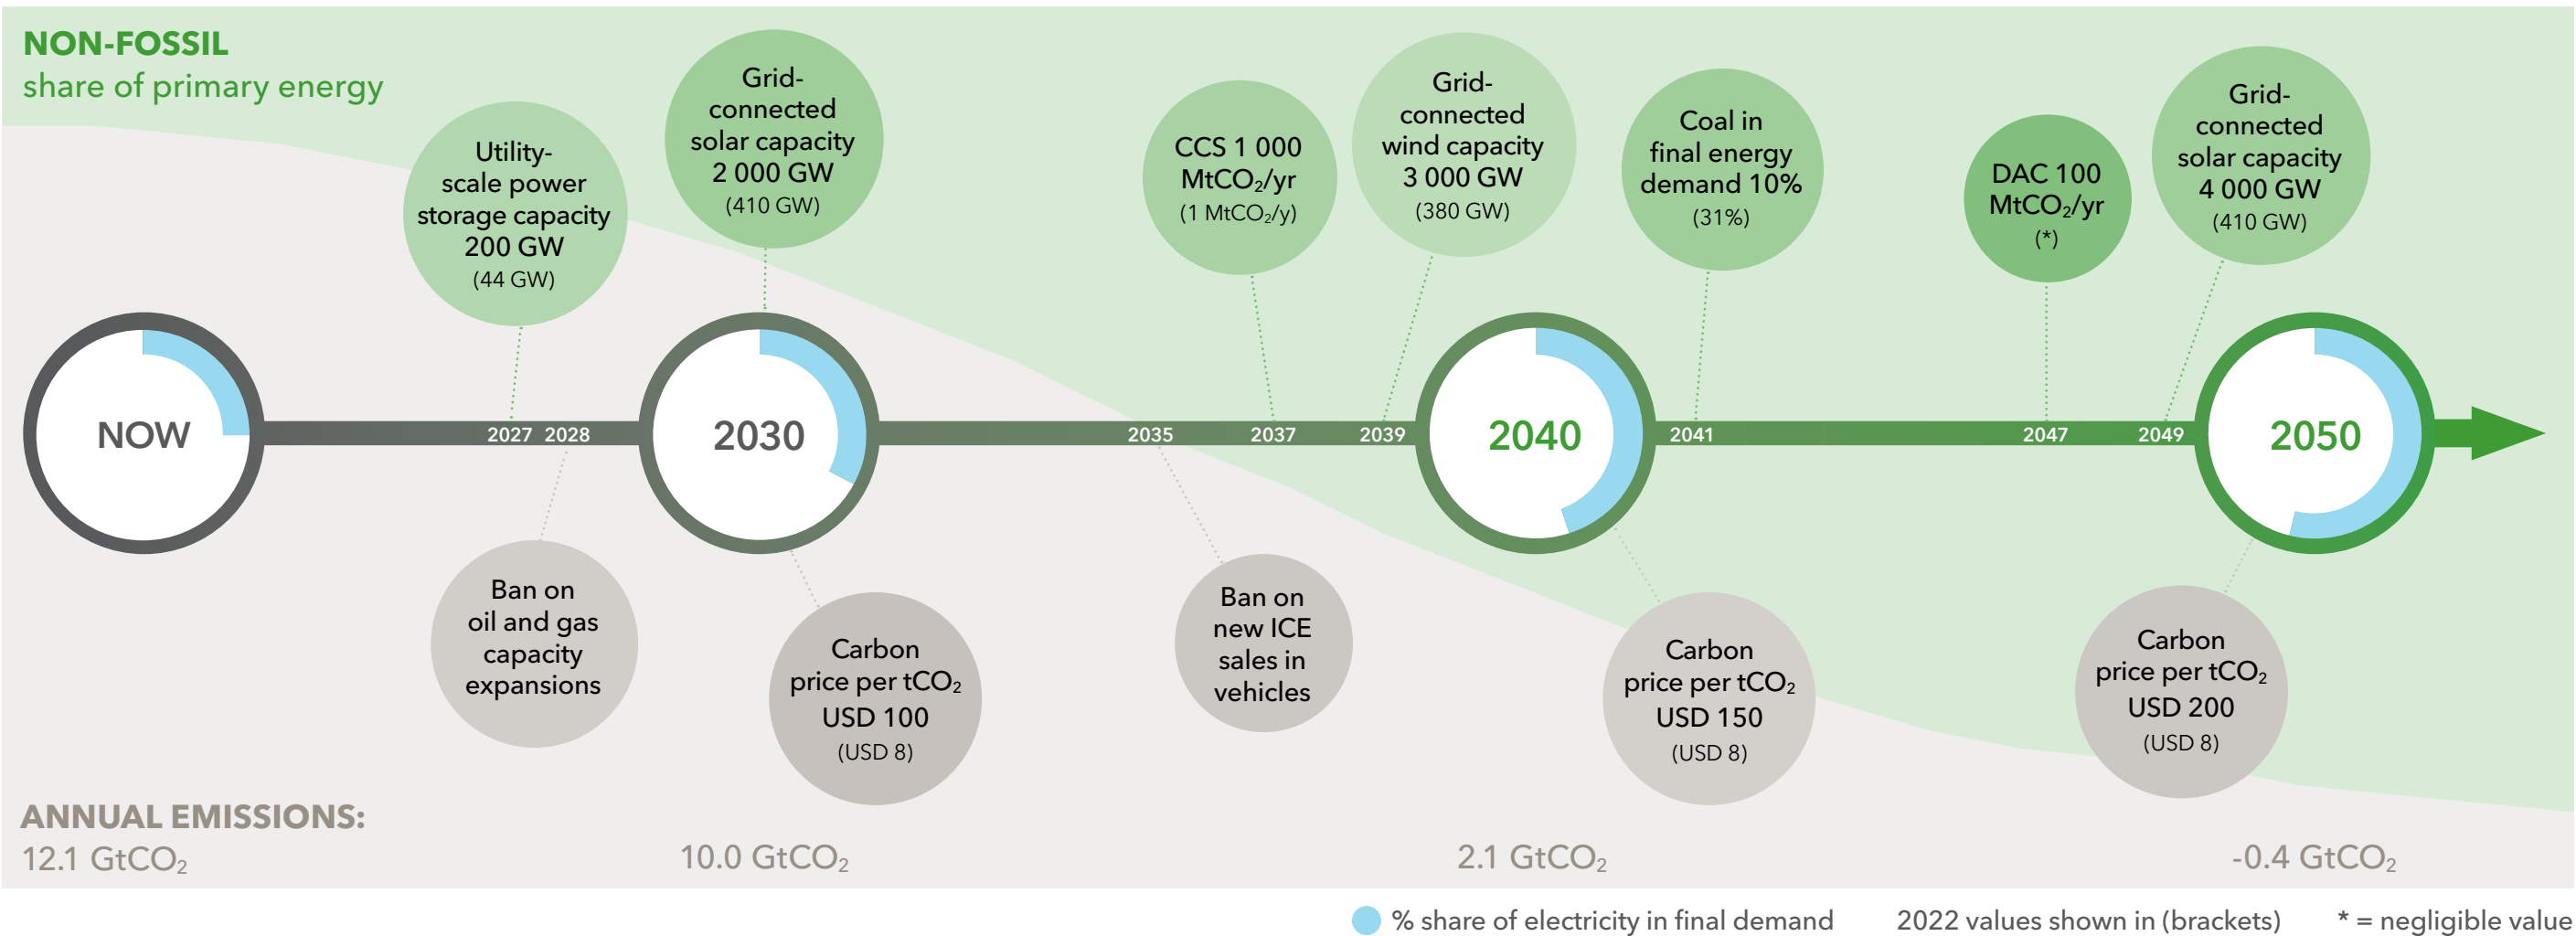 NON-FOSSIL
share of primary energy
Utility-
scale power
storage capacity
200 GW
(44 GW)
Grid-
connected
solar capacity
2 000 GW
(410 GW)
CCS 1 000
MtCO₂/yr
(1 MtCO₂/y)
Grid-
connected
wind capacity
3 000 GW
(380 GW)
Coal in
final energy
demand 10%
(31%)
DAC 100
MtCO₂/yr
(*)
Grid-
connected
solar capacity
4 000 GW
(410 GW)
NOW
2027
2028
2030
2035
2037
2039
2040
2041
2047
2049
2050
Ban on
oil and gas
capacity
expansions
Carbon
price per tCO₂
USD 100
(USD 8)
Ban on
new ICE
sales in
vehicles
Carbon
price per tCO₂
USD 150
(USD 8)
Carbon
price per tCO₂
USD 200
(USD 8)
ANNUAL EMISSIONS:
12.1 GtCO₂
10.0 GtCO₂
2.1 GtCO₂
-0.4 GtCO₂
% share of electricity in final demand
2022 values shown in (brackets)
* = negligible value